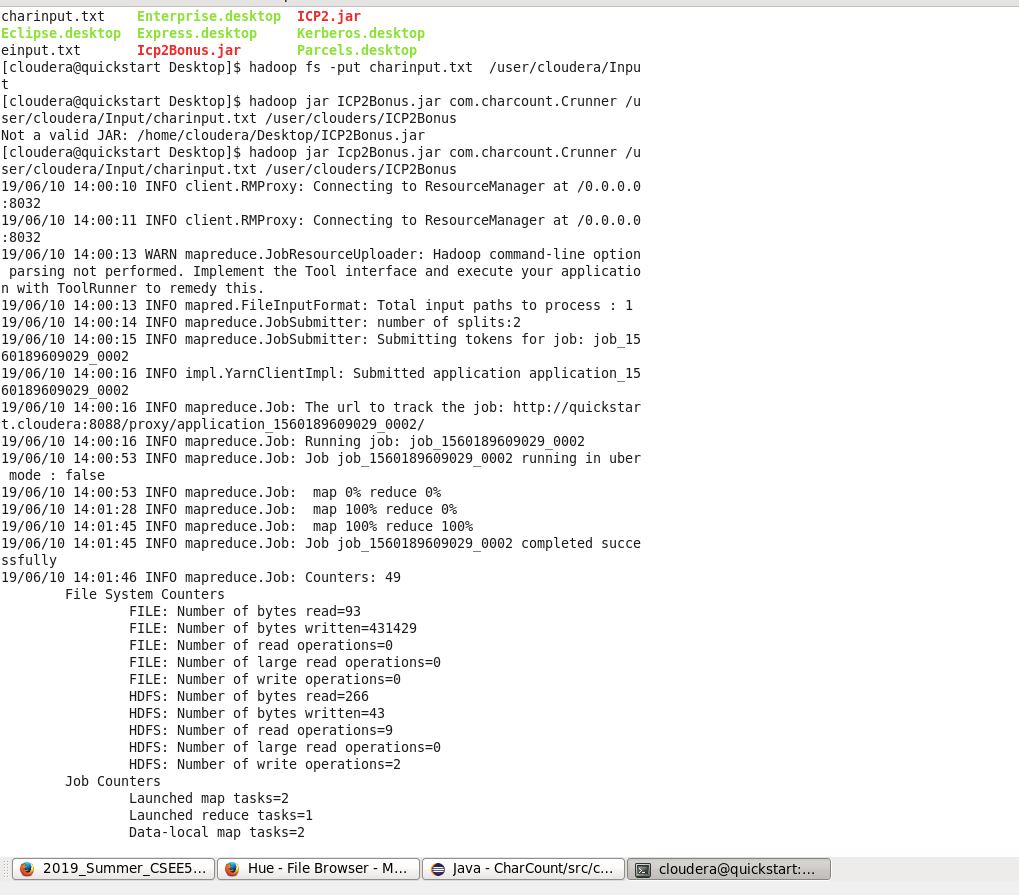 charinput.txt    Enterprise.desktop  ICP2.jar
Eclipse.desktop  Express.desktop     Kerberos.desktop
einput.txt       Icp2Bonus.jar       Parcels.desktop
[cloudera@quickstart Desktop]$ hadoop fs -put charinput.txt  /user/cloudera/Inpu
t
[cloudera@quickstart Desktop]$ hadoop jar ICP2Bonus.jar com.charcount.Crunner /u
ser/cloudera/Input/charinput.txt /user/clouders/ICP2Bonus
Not a valid JAR: /home/cloudera/Desktop/ICP2Bonus.jar
[cloudera@quickstart Desktop]$ hadoop jar Icp2Bonus.jar com.charcount.Crunner /u
ser/cloudera/Input/charinput.txt /user/clouders/ICP2Bonus
19/06/10 14:00:10 INFO client.RMProxy: Connecting to ResourceManager at /0.0.0.0
:8032
19/06/10 14:00:11 INFO client.RMProxy: Connecting to ResourceManager at /0.0.0.0
:8032
19/06/10 14:00:13 WARN mapreduce.JobResourceUploader: Hadoop command-line option
 parsing not performed. Implement the Tool interface and execute your applicatio
n with ToolRunner to remedy this.
19/06/10 14:00:13 INFO mapred.FileInputFormat: Total input paths to process : 1
19/06/10 14:00:14 INFO mapreduce.JobSubmitter: number of splits:2
19/06/10 14:00:15 INFO mapreduce.JobSubmitter: Submitting tokens for job: job_15
60189609029_0002
19/06/10 14:00:16 INFO impl.YarnClientImpl: Submitted application application_15
60189609029_0002
19/06/10 14:00:16 INFO mapreduce.Job: The url to track the job: http://quickstar
t.cloudera:8088/proxy/application_1560189609029_0002/
19/06/10 14:00:16 INFO mapreduce.Job: Running job: job_1560189609029_0002
19/06/10 14:00:53 INFO mapreduce.Job: Job job_1560189609029_0002 running in uber
 mode : false
19/06/10 14:00:53 INFO mapreduce.Job:  map 0% reduce 0%
19/06/10 14:01:28 INFO mapreduce.Job:  map 100% reduce 0%
19/06/10 14:01:45 INFO mapreduce.Job:  map 100% reduce 100%
19/06/10 14:01:45 INFO mapreduce.Job: Job job_1560189609029_0002 completed succe
ssfully
19/06/10 14:01:46 INFO mapreduce.Job: Counters: 49
        File System Counters
                FILE: Number of bytes read=93
                FILE: Number of bytes written=431429
                FILE: Number of read operations=0
                FILE: Number of large read operations=0
                FILE: Number of write operations=0
                HDFS: Number of bytes read=266
                HDFS: Number of bytes written=43
                HDFS: Number of read operations=9
                HDFS: Number of large read operations=0
                HDFS: Number of write operations=2
        Job Counters
                Launched map tasks=2
                Launched reduce tasks=1
                Data-local map tasks=2
2019_Summer_CSEE5... Hue - File Browser - M... Java - CharCount/src/c... cloudera@quickstart:...